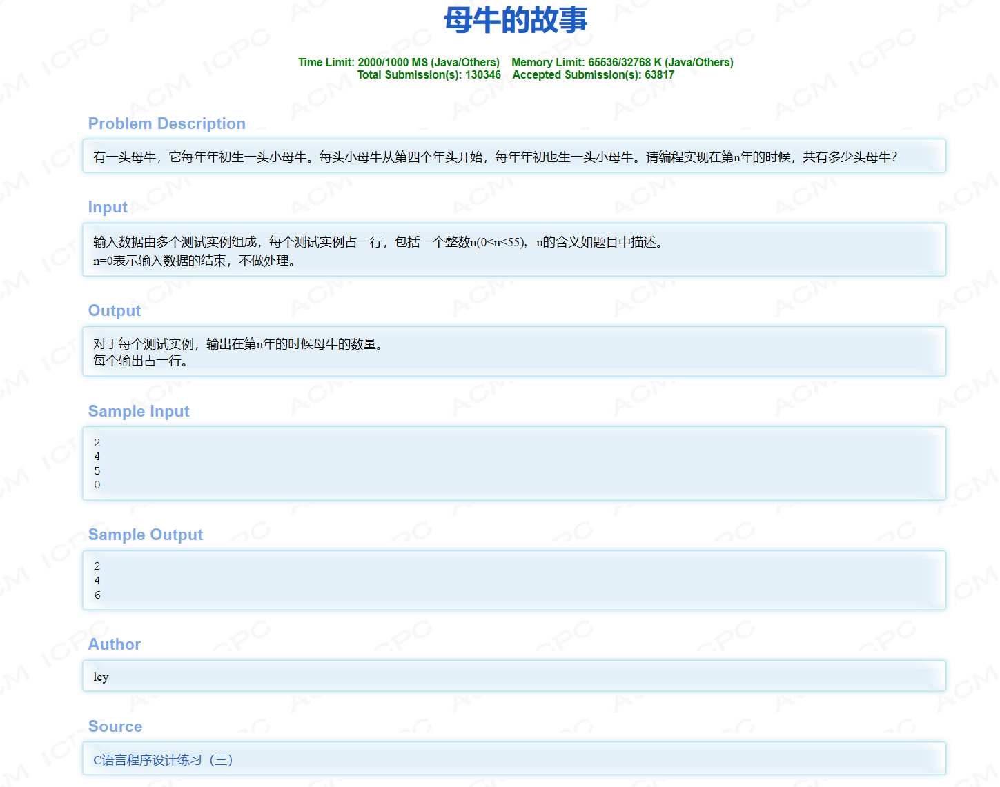 母牛的故事
Time Limit: 2000/1000 MS (Java/Others)    Memory Limit: 65536/32768 K (Java/Others)
Total Submission(s): 130346    Accepted Submission(s): 63817
Problem Description
有一头母牛，它每年年初生一头小母牛。每头小母牛从第四个年头开始，每年年初也生一头小母牛。请编程实现在第n年的时候，共有多少头母牛？
Input
输入数据由多个测试实例组成，每个测试实例占一行，包括一个整数n(0<n<55)，n的含义如题目中描述。
n=0表示输入数据的结束，不做处理。
Output
对于每个测试实例，输出在第n年的时候母牛的数量。
每个输出占一行。
Sample Input
2
4
5
0
Sample Output
2
4
6
Author
lcy
Source
C语言程序设计练习（三）